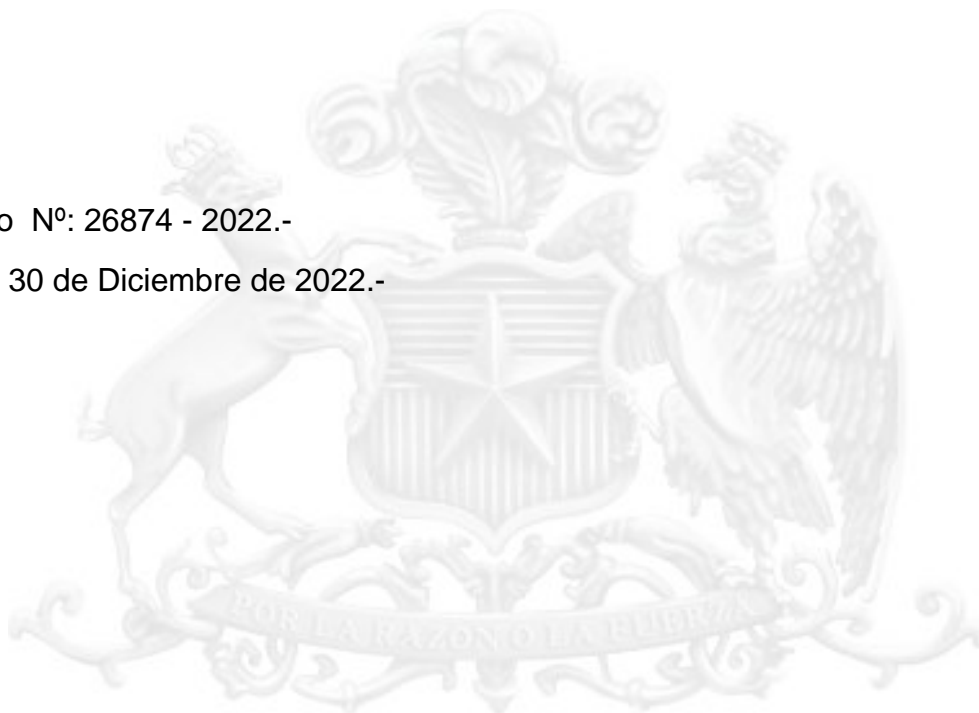 o Nº: 26874 - 2022.-
30 de Diciembre de 2022.-
POR LA RAZON O LA FUERZA